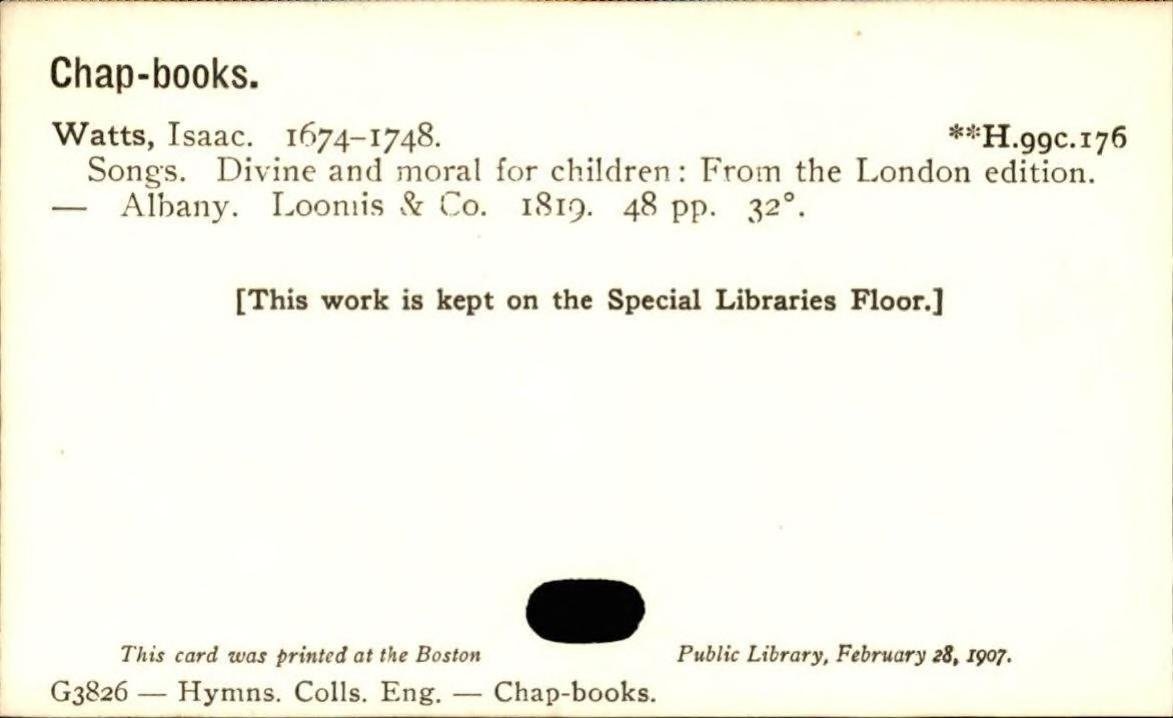 Chap-books.
Watts, Isaac. 1674–1748. **H.99c.176
Songs. Divine and moral for children: From the London edition.
— Albany. Loomis & Co. 1819. 48 pp. 32°.
[This work is kept on the Special Libraries Floor.]
This card was printed at the Boston Public Library, February 28, 1907.
G3826 — Hymns. Colls. Eng. — Chap-books.